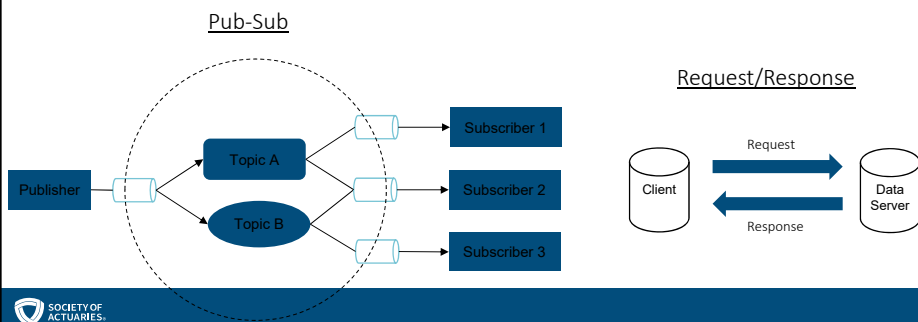 Pub-Sub
Request/Response
Publisher
Topic A
Topic B
Subscriber 1
Subscriber 2
Subscriber 3
Client
Request
Response
Data
Server
SOCIETY OF
ACTUARIES®